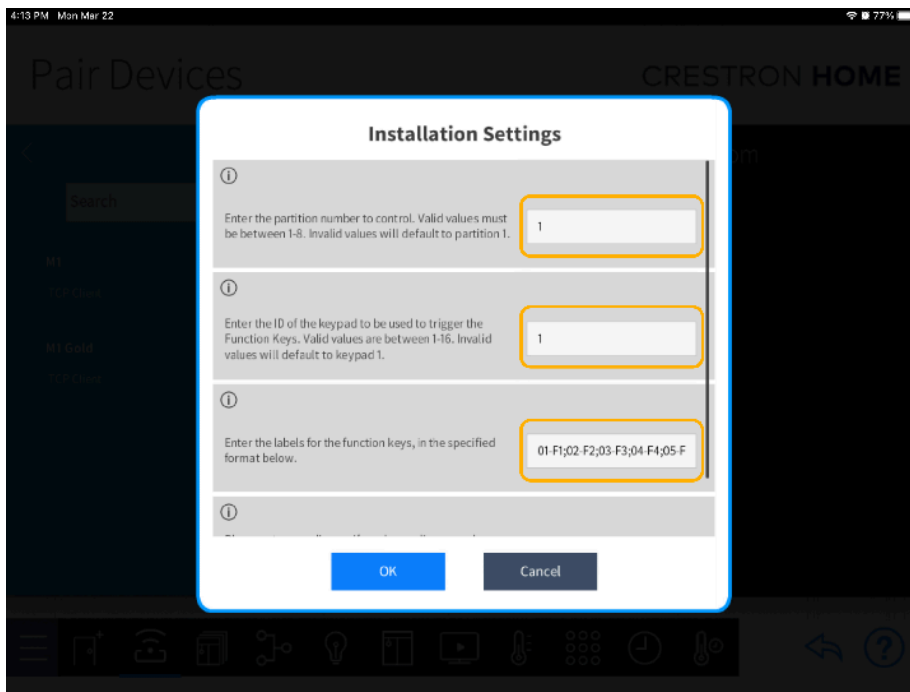 4:13 PM Mon Mar 22
77%
Pair Devices
CRESTRON HOME
Installation Settings
Search
M1
TCP Client
M1 Gold
Enter the partition number to control. Valid values must
be between 1-8. Invalid values will default to partition 1.
1
Enter the ID of the keypad to be used to trigger the
Function Keys. Valid values are between 1-16. Invalid
values will default to keypad 1.
1
Enter the labels for the function keys, in the specified
format below.
01-F1;02-F2;03-F3;04-F4;05-F
OK
Cancel